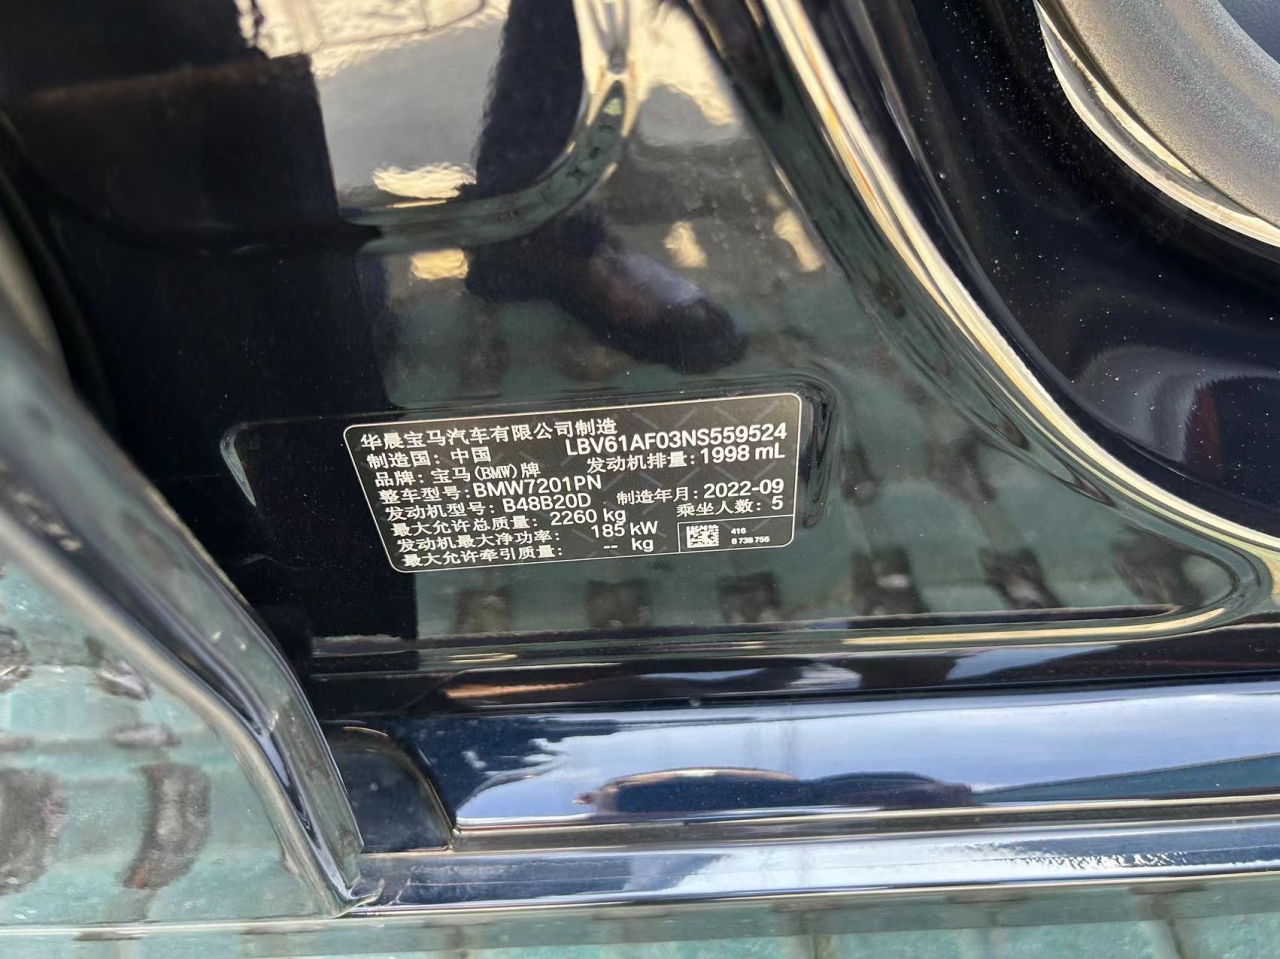 华晨宝马汽车有限公司制造
制造国：中国 LBV61AF03NS559524
品牌：宝马(BMW)牌 发动机排量：1998 mL
整车型号：BMW7201PN
发动机型号：B48B20D 制造年月：2022-09
最大允许总质量：2260 kg 乘坐人数：5
发动机最大净功率：185 kW
最大允许牵引质量：-- kg
416
8 738 756